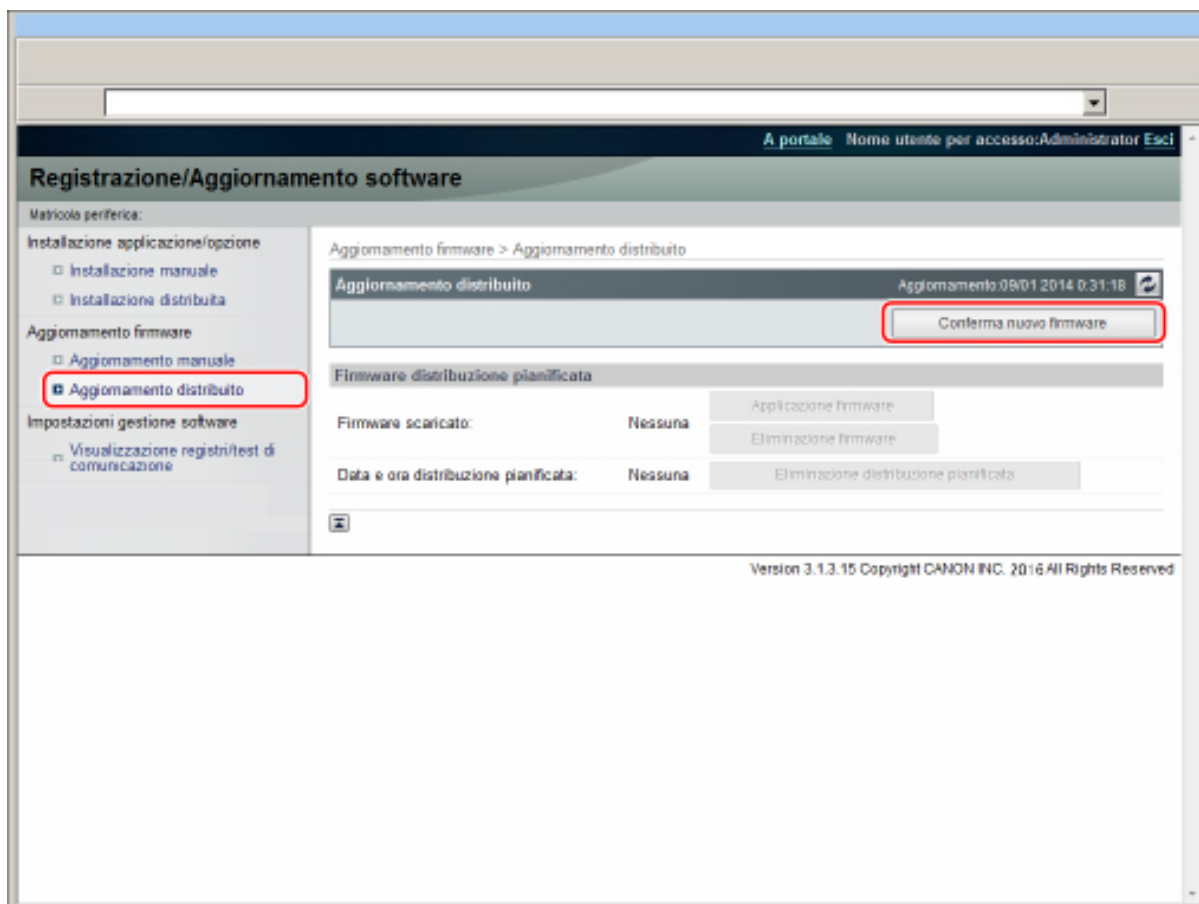 A portale Nome utente per accesso:Administrator Esci
Registrazione/Aggiornamento software
Matricola periferica:
Installazione applicazione/opzione
Installazione manuale
Installazione distribuita
Aggiornamento firmware
Aggiornamento manuale
Aggiornamento distribuito
Impostazioni gestione software
Visualizzazione registri/test di
comunicazione
Aggiornamento firmware > Aggiornamento distribuito
Aggiornamento distribuito Aggiornamento:09/01 2014 0:31:18
Conferma nuovo firmware
Firmware distribuzione pianificata
Firmware scaricato: Nessuna
Applicazione firmware
Eliminazione firmware
Data e ora distribuzione pianificata: Nessuna Eliminazione distribuzione pianificata
Version 3.1.3.15 Copyright CANON INC. 2016 All Rights Reserved